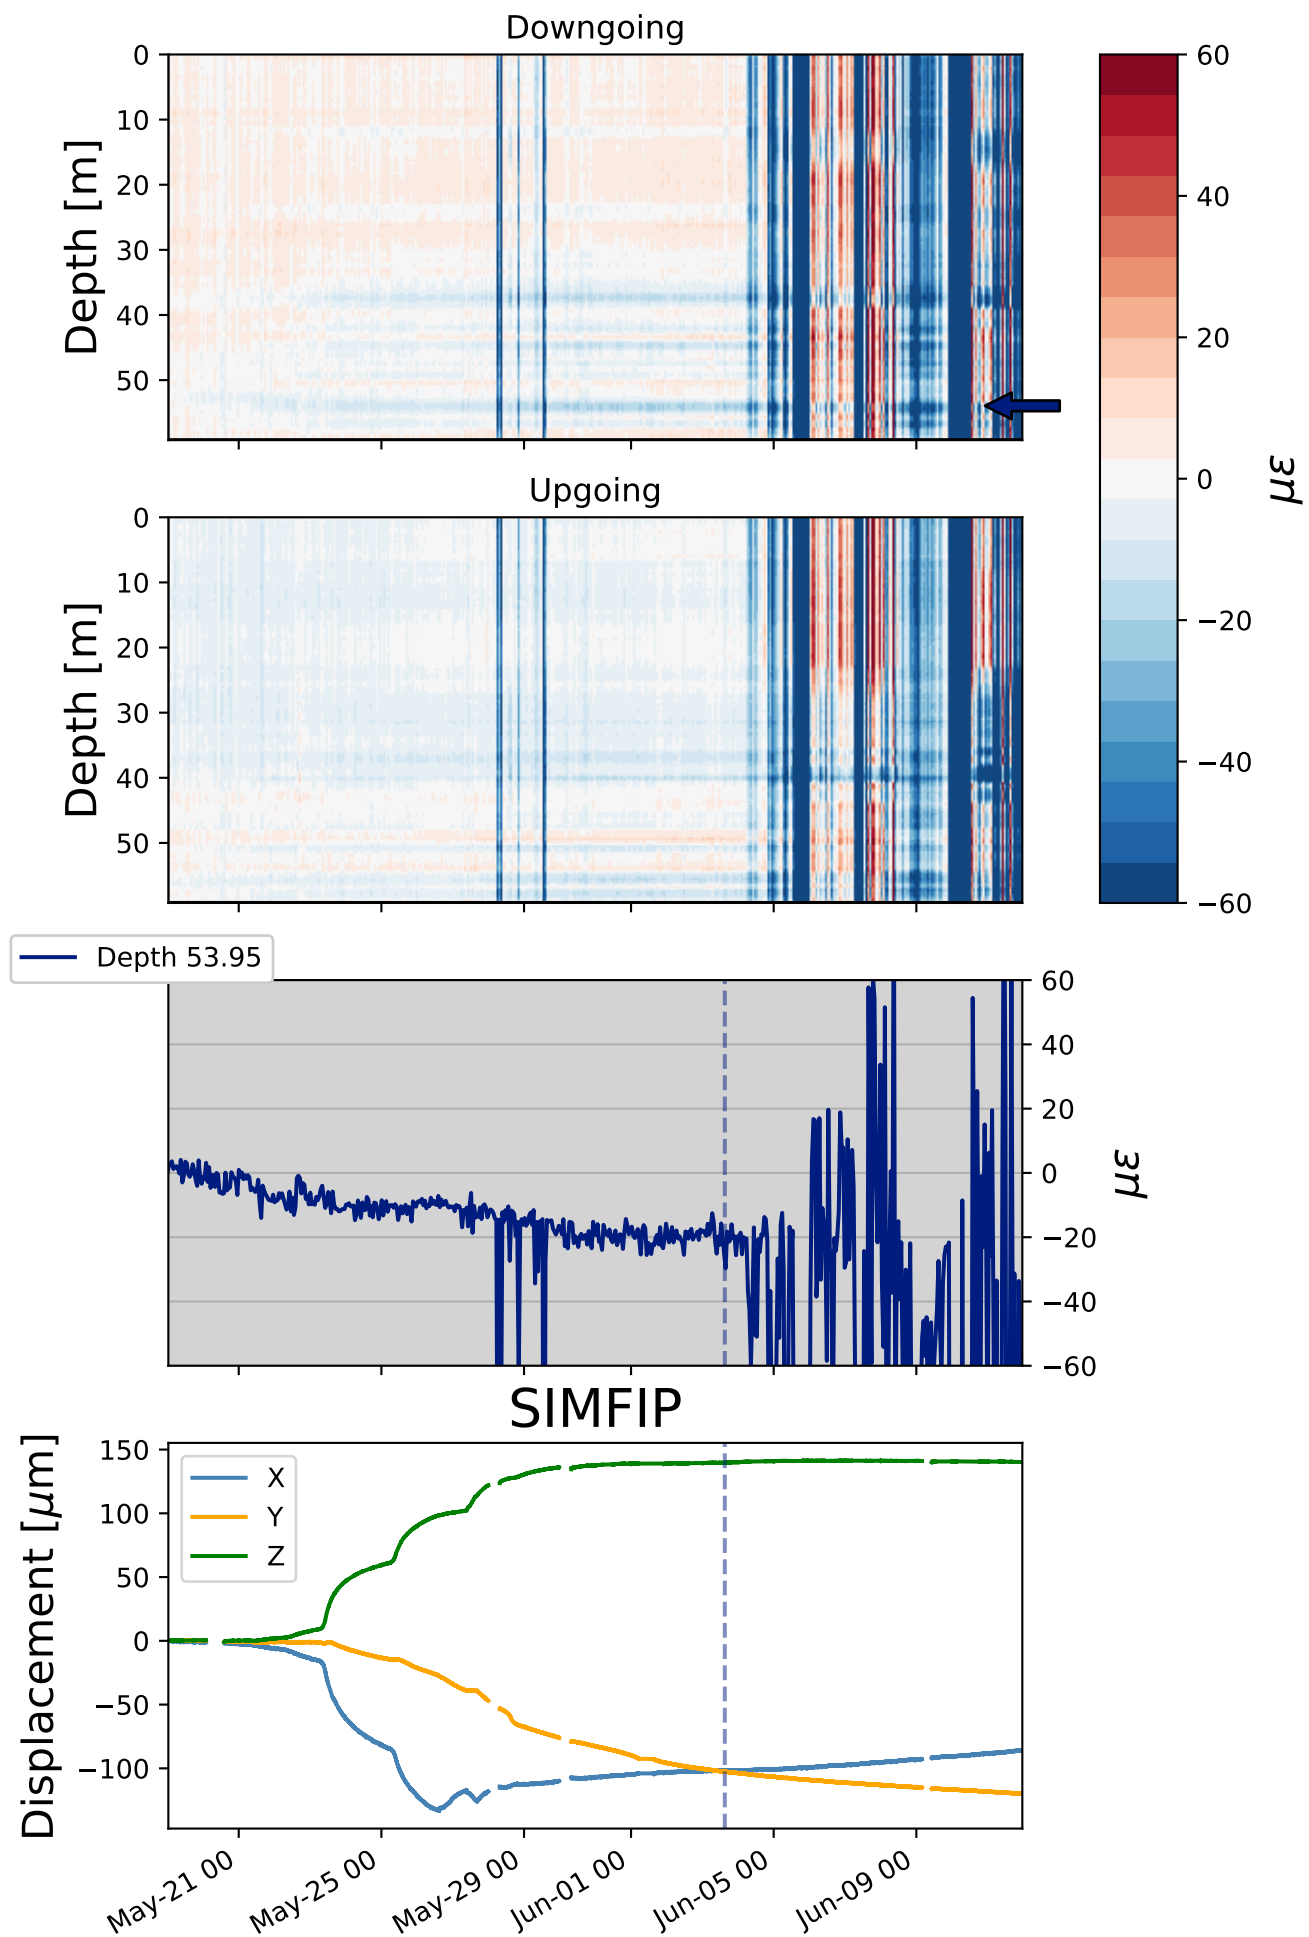 Downgoing
0
10
20
30
40
50
Depth [m]
60
40
20
0
−20
−40
−60
με
Upgoing
0
10
20
30
40
50
Depth [m]
Depth 53.95
60
40
20
0
−20
−40
−60
με
SIMFIP
150
100
50
0
−50
−100
Displacement [μm]
X
Y
Z
May-21 00
May-25 00
May-29 00
Jun-01 00
Jun-05 00
Jun-09 00